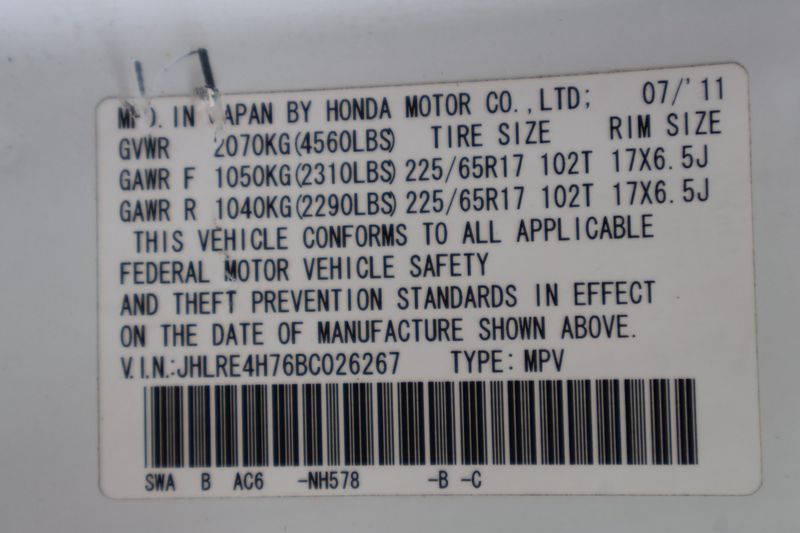 MFD. IN JAPAN BY HONDA MOTOR CO.,LTD; 07/'11
GVWR 2070KG(4560LBS) TIRE SIZE RIM SIZE
GAWR F 1050KG(2310LBS) 225/65R17 102T 17X6.5J
GAWR R 1040KG(2290LBS) 225/65R17 102T 17X6.5J
THIS VEHICLE CONFORMS TO ALL APPLICABLE
FEDERAL MOTOR VEHICLE SAFETY
AND THEFT PREVENTION STANDARDS IN EFFECT
ON THE DATE OF MANUFACTURE SHOWN ABOVE.
V.I.N.:JHLRE4H76BC026267 TYPE: MPV
SWA B AC6 -NH578 -B -C